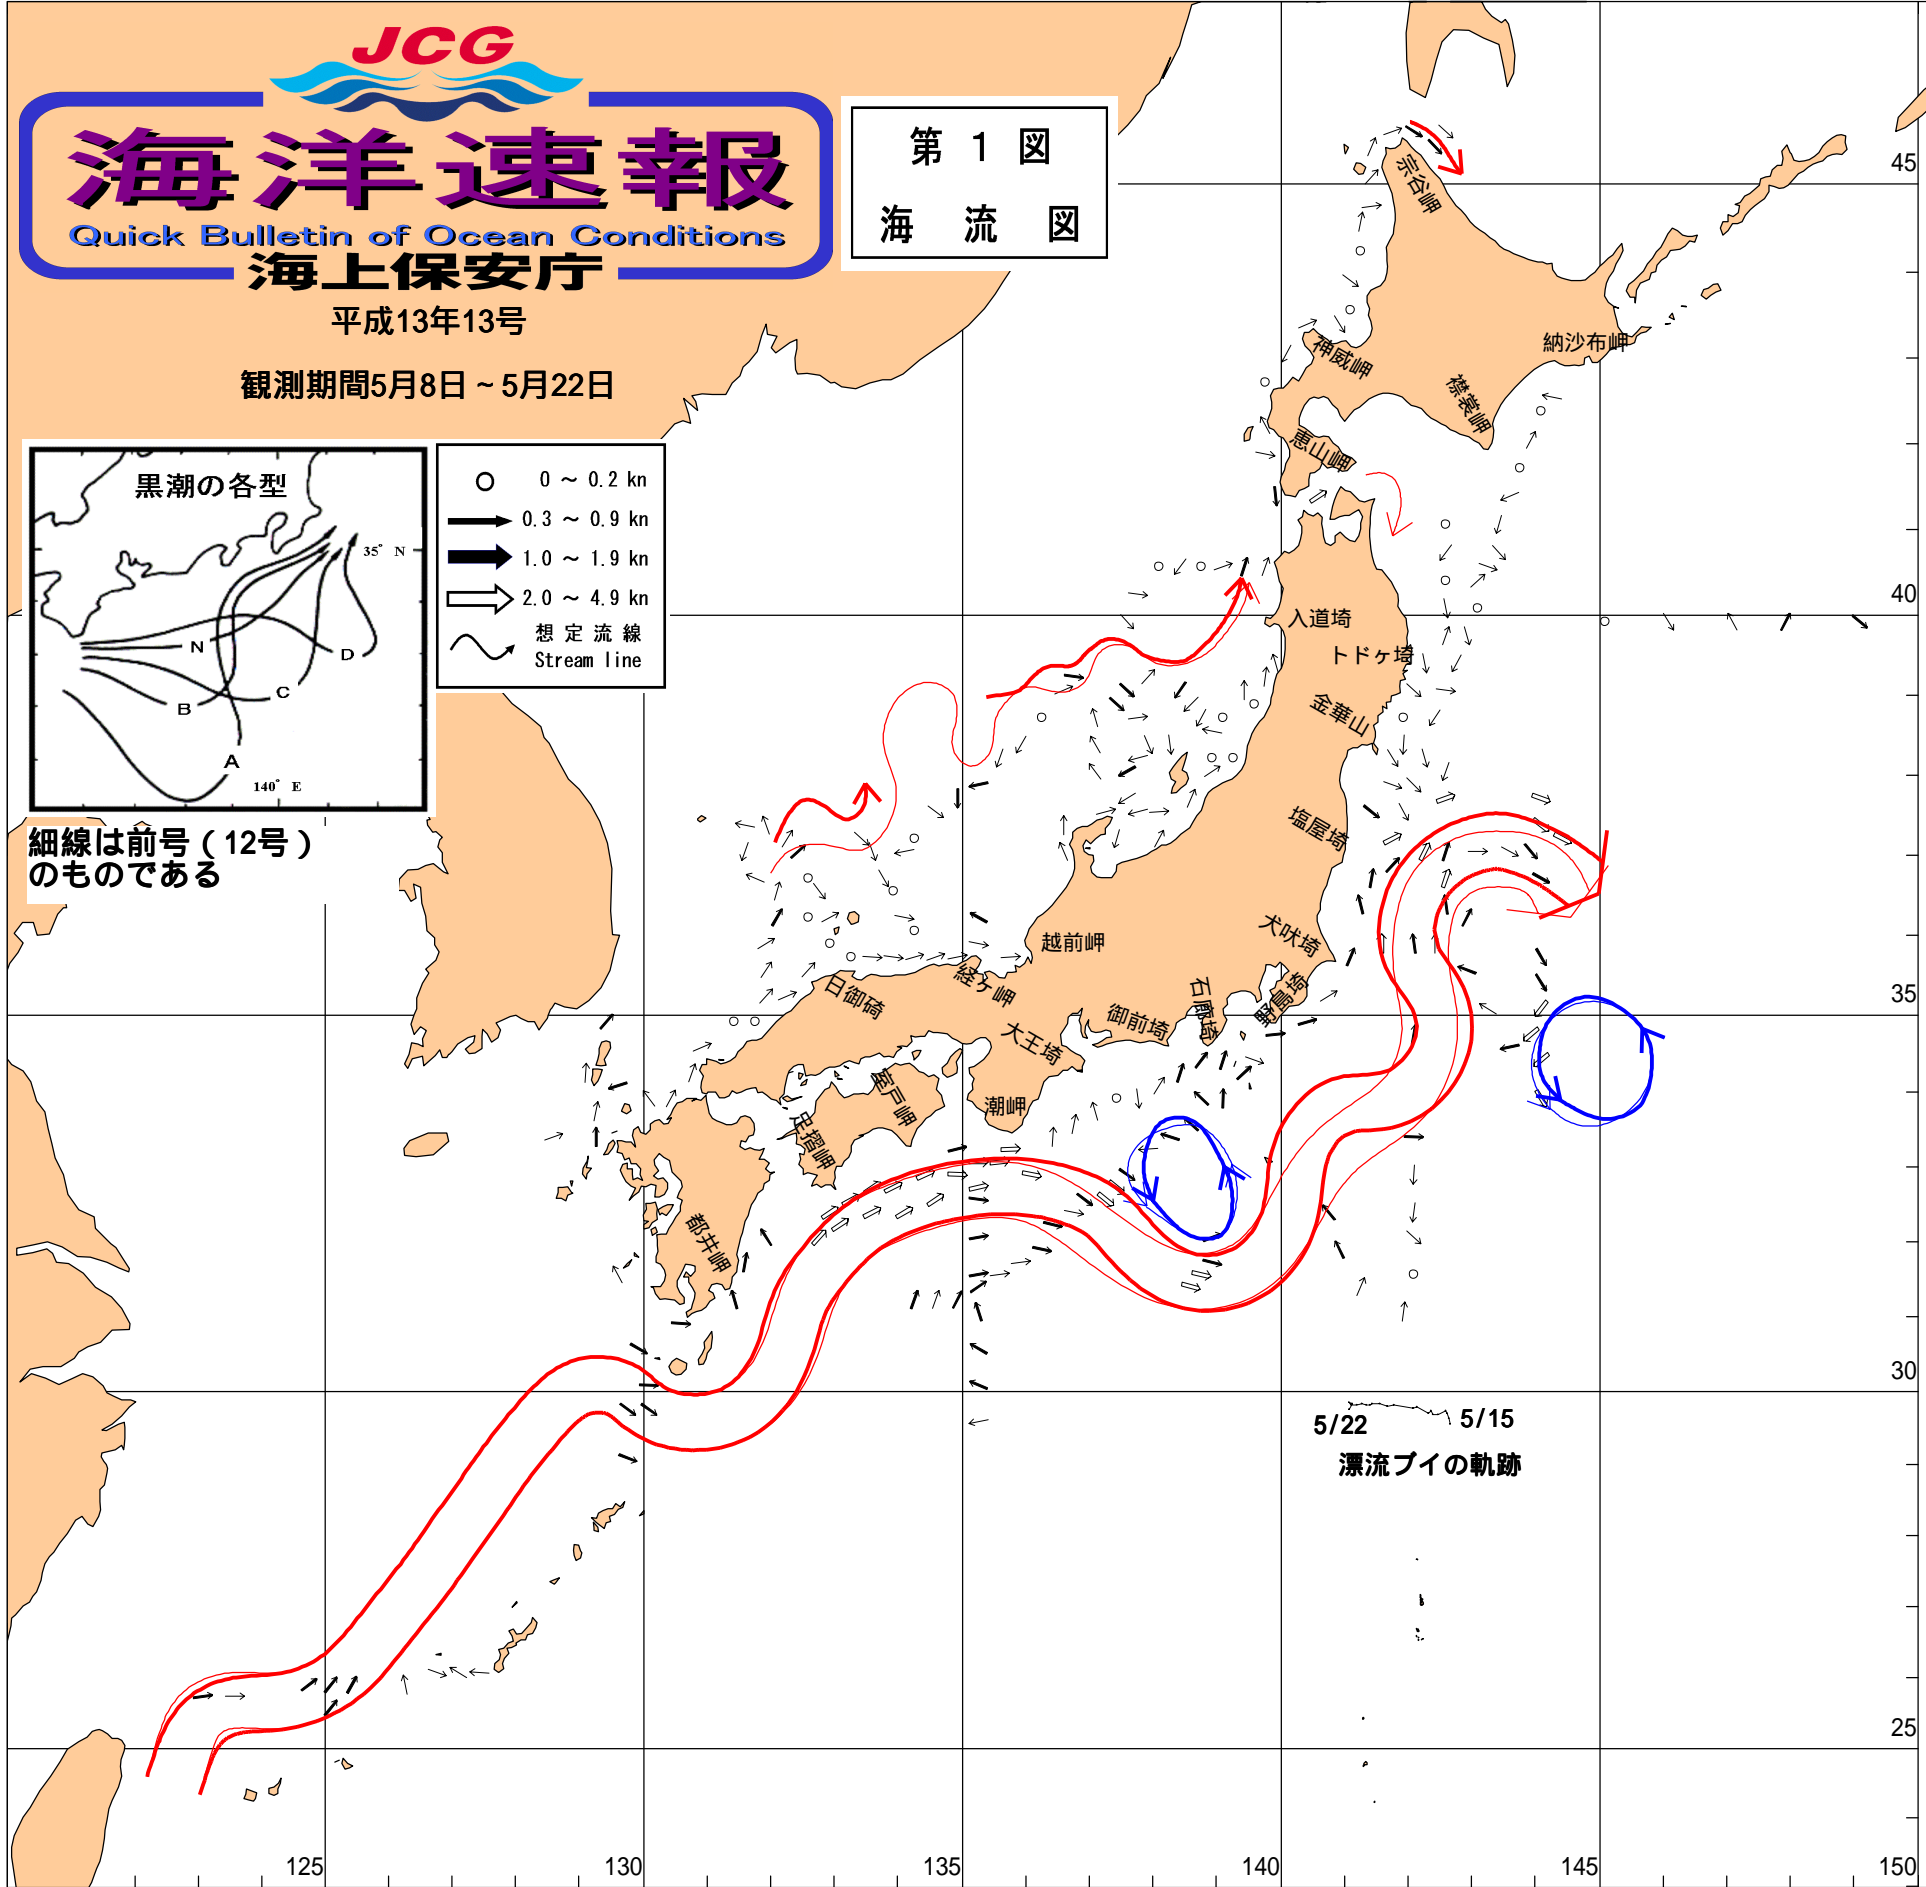 JCG
海洋速報
Quick Bulletin of Ocean Conditions
海上保安庁
平成13年13号
観測期間5月8日～5月22日
第 1 図
海 流 図
黒潮の各型
35° N
N
D
C
B
A
140° E
0 ～ 0.2 kn
0.3 ～ 0.9 kn
1.0 ～ 1.9 kn
2.0 ～ 4.9 kn
想 定 流 線
Stream line
細線は前号（12号）
のものである
宗谷岬
神威岬
納沙布岬
襟裳岬
恵山岬
入道埼
トドヶ埼
金華山
塩屋埼
犬吠埼
越前岬
経ヶ岬
日御碕
石廊埼
野島埼
御前埼
大王埼
室戸岬
潮岬
足摺岬
都井岬
5/22
5/15
漂流ブイの軌跡
45
40
35
30
25
125
130
135
140
145
150